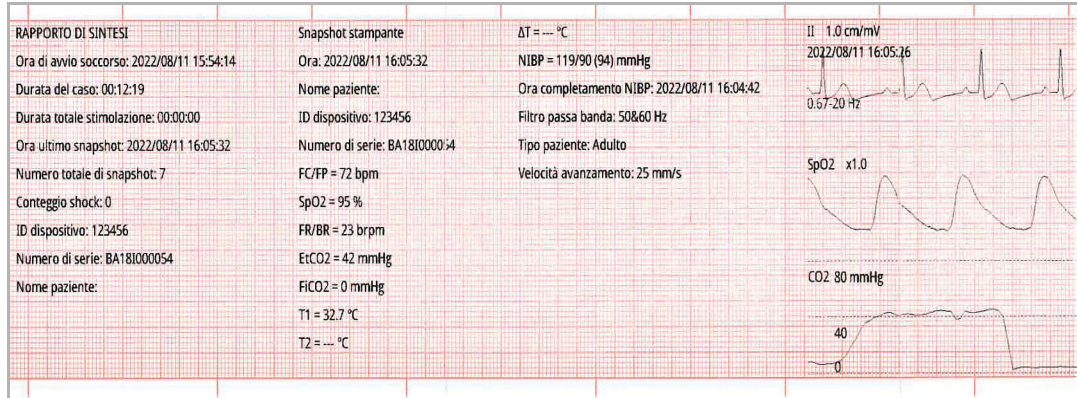 RAPPORTO DI SINTESI
Ora di avvio soccorso: 2022/08/11 15:54:14
Durata del caso: 00:12:19
Durata totale stimolazione: 00:00:00
Ora ultimo snapshot: 2022/08/11 16:05:32
Numero totale di snapshot: 7
Conteggio shock: 0
ID dispositivo: 123456
Numero di serie: BA18I000054
Nome paziente:
Snapshot stampante
Ora: 2022/08/11 16:05:32
Nome paziente:
ID dispositivo: 123456
Numero di serie: BA18I000054
FC/FP = 72 bpm
SpO2 = 95 %
FR/BR = 23 brpm
EtCO2 = 42 mmHg
FiCO2 = 0 mmHg
T1 = 32.7 °C
T2 = --- °C
ΔT = --- °C
NIBP = 119/90 (94) mmHg
Ora completamento NIBP: 2022/08/11 16:04:42
Filtro passa banda: 50&60 Hz
Tipo paziente: Adulto
Velocità avanzamento: 25 mm/s
II 1.0 cm/mV
2022/08/11 16:05:26
0.67-20 Hz
SpO2 x1.0
CO2 80 mmHg
40
0